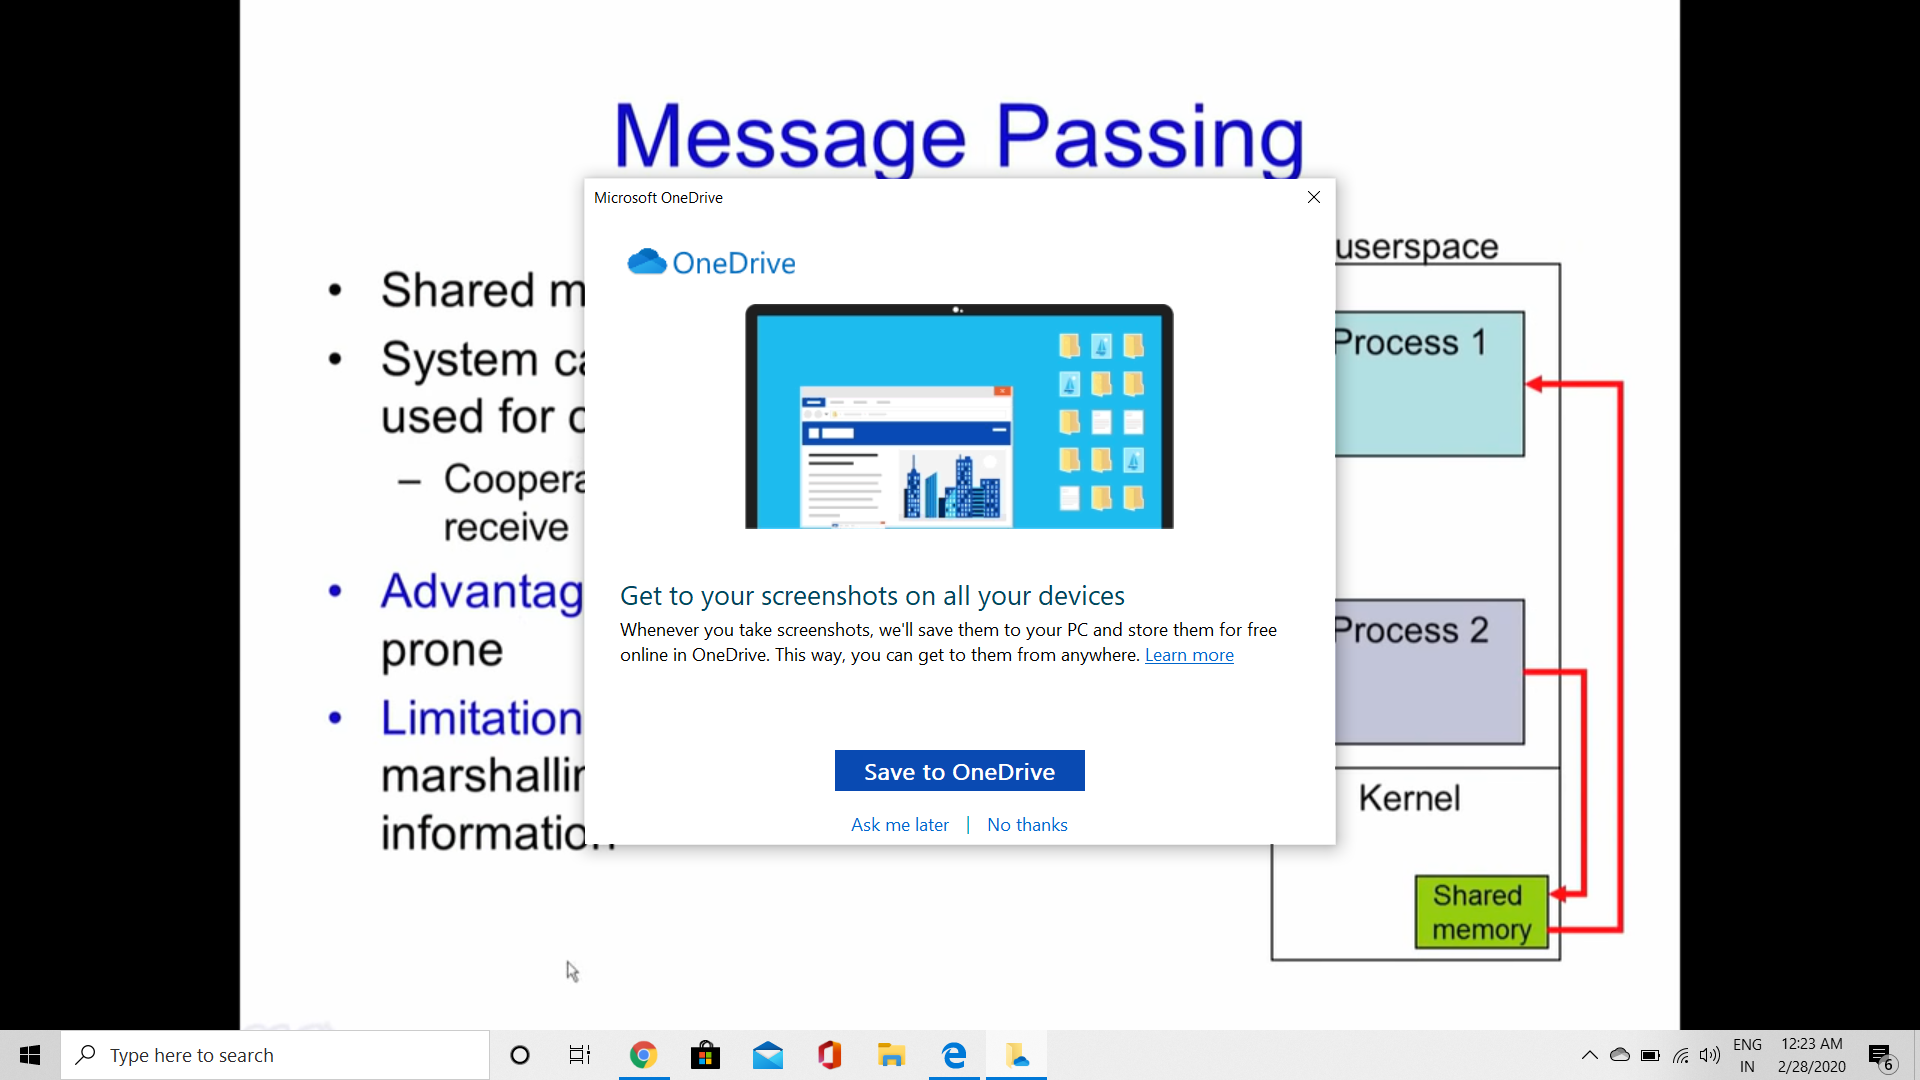 Message Passing
Microsoft OneDrive
OneDrive
Get to your screenshots on all your devices
Whenever you take screenshots, we'll save them to your PC and store them for free
online in OneDrive. This way, you can get to them from anywhere. Learn more
Save to OneDrive
Ask me later | No thanks
• Shared
• System
used for
–
receive
•
prone
• Limitation
userspace
Process 1
Process 2
Kernel
Shared
memory
Type here to search
ENG
IN
12:23 AM
2/28/2020
6